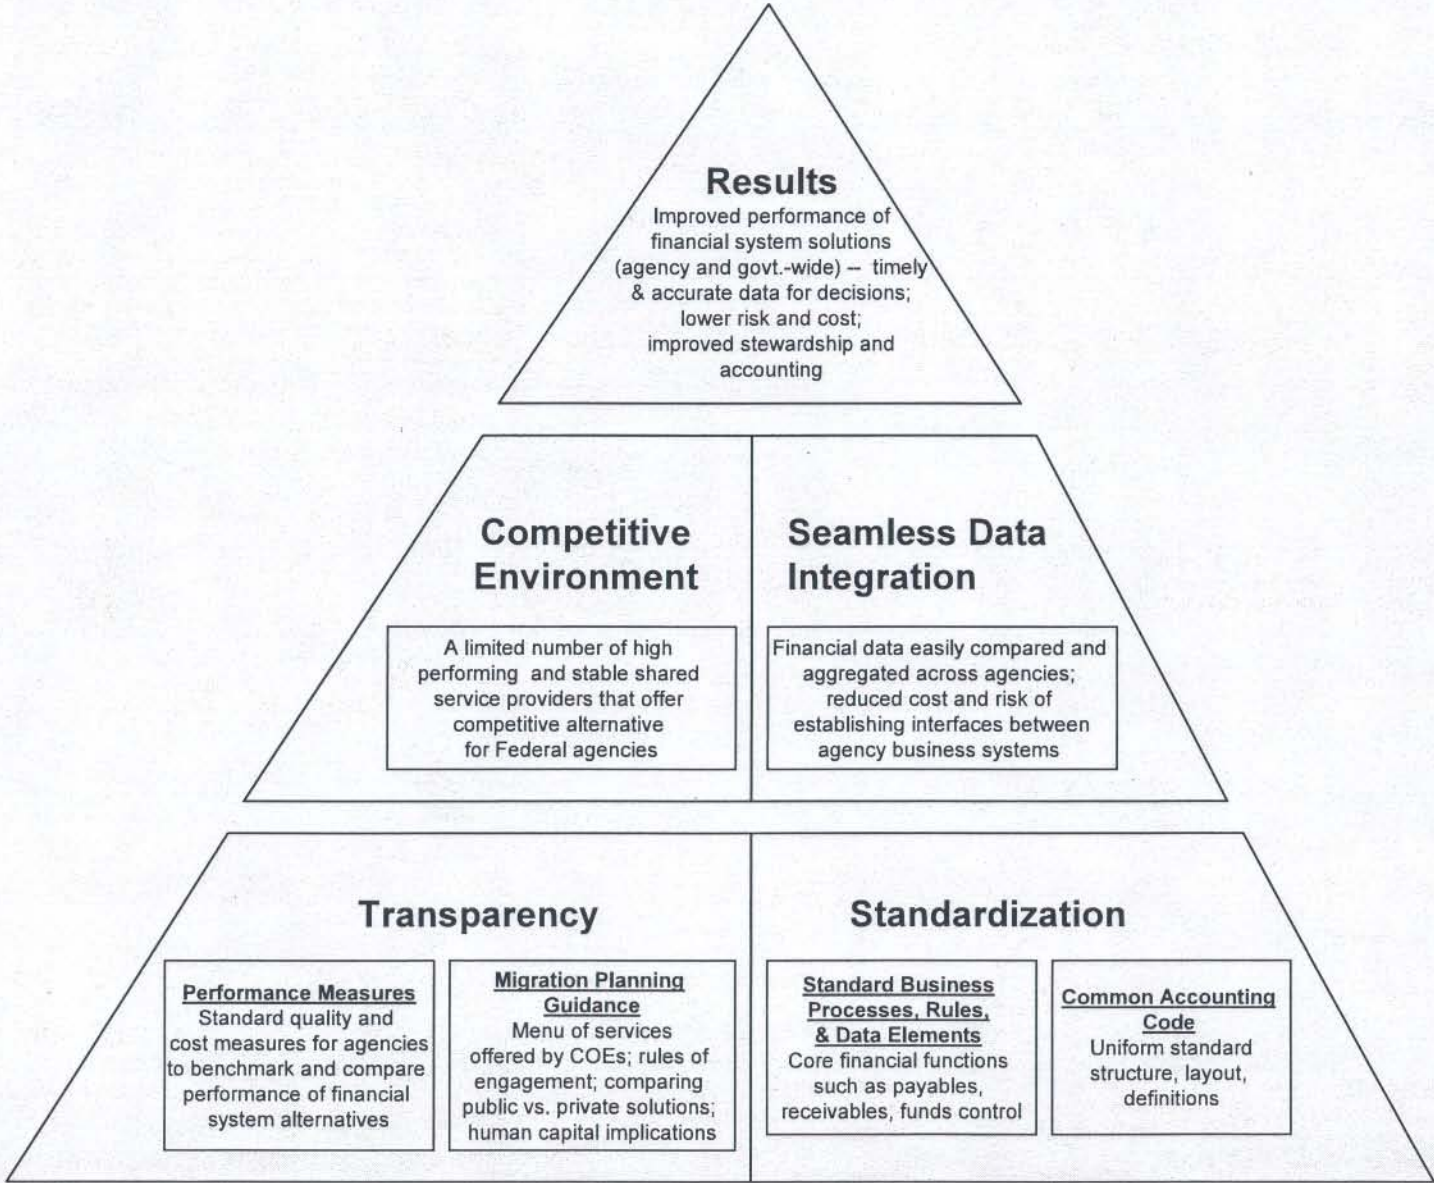 Results
Improved performance of
financial system solutions
(agency and govt.-wide) – timely
& accurate data for decisions;
lower risk and cost;
improved stewardship and
accounting
Competitive
Environment
A limited number of high
performing and stable shared
service providers that offer
competitive alternative
for Federal agencies
Seamless Data
Integration
Financial data easily compared and
aggregated across agencies;
reduced cost and risk of
establishing interfaces between
agency business systems
Transparency
Performance Measures
Standard quality and
cost measures for agencies
to benchmark and compare
performance of financial
system alternatives
Migration Planning
Guidance
Menu of services
offered by COEs; rules of
engagement; comparing
public vs. private solutions;
human capital implications
Standardization
Standard Business
Processes, Rules,
& Data Elements
Core financial functions
such as payables,
receivables, funds control
Common Accounting
Code
Uniform standard
structure, layout,
definitions